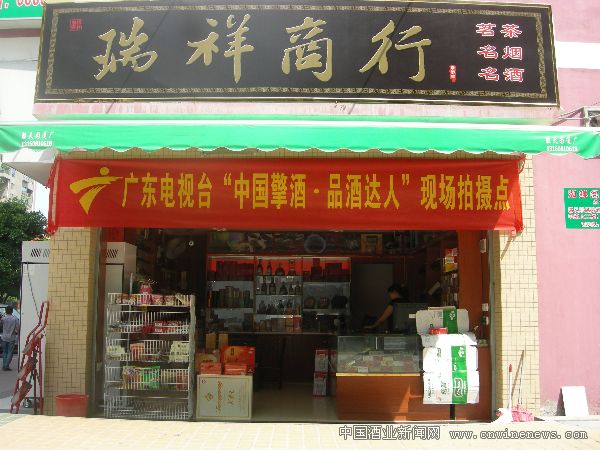 瑞祥商行
茗茶
名烟
名酒
广东电视台“中国擎酒·品酒达人”现场拍摄点
中国酒业新闻网 www.cnwinenews.com